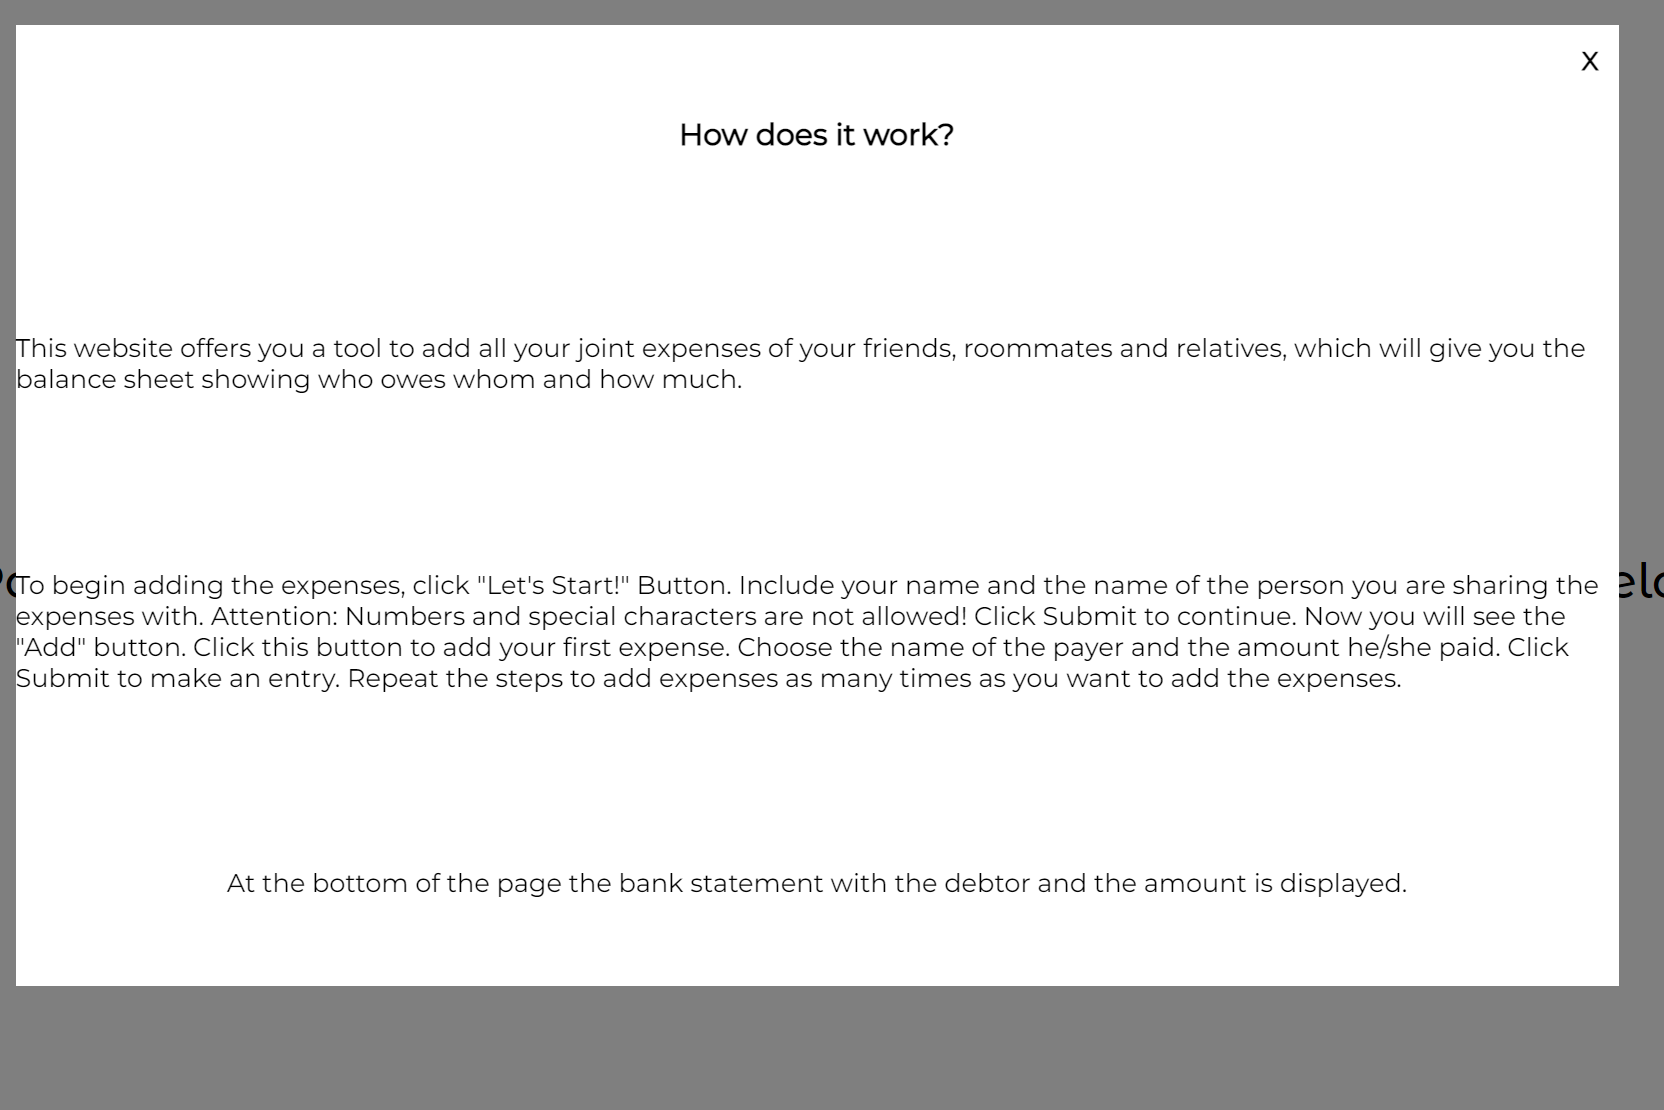 X
How does it work?
This website offers you a tool to add all your joint expenses of your friends, roommates and relatives, which will give you the
balance sheet showing who owes whom and how much.
To begin adding the expenses, click "Let's Start!" Button. Include your name and the name of the person you are sharing the
expenses with. Attention: Numbers and special characters are not allowed! Click Submit to continue. Now you will see the
"Add" button. Click this button to add your first expense. Choose the name of the payer and the amount he/she paid. Click
Submit to make an entry. Repeat the steps to add expenses as many times as you want to add the expenses.
At the bottom of the page the bank statement with the debtor and the amount is displayed.